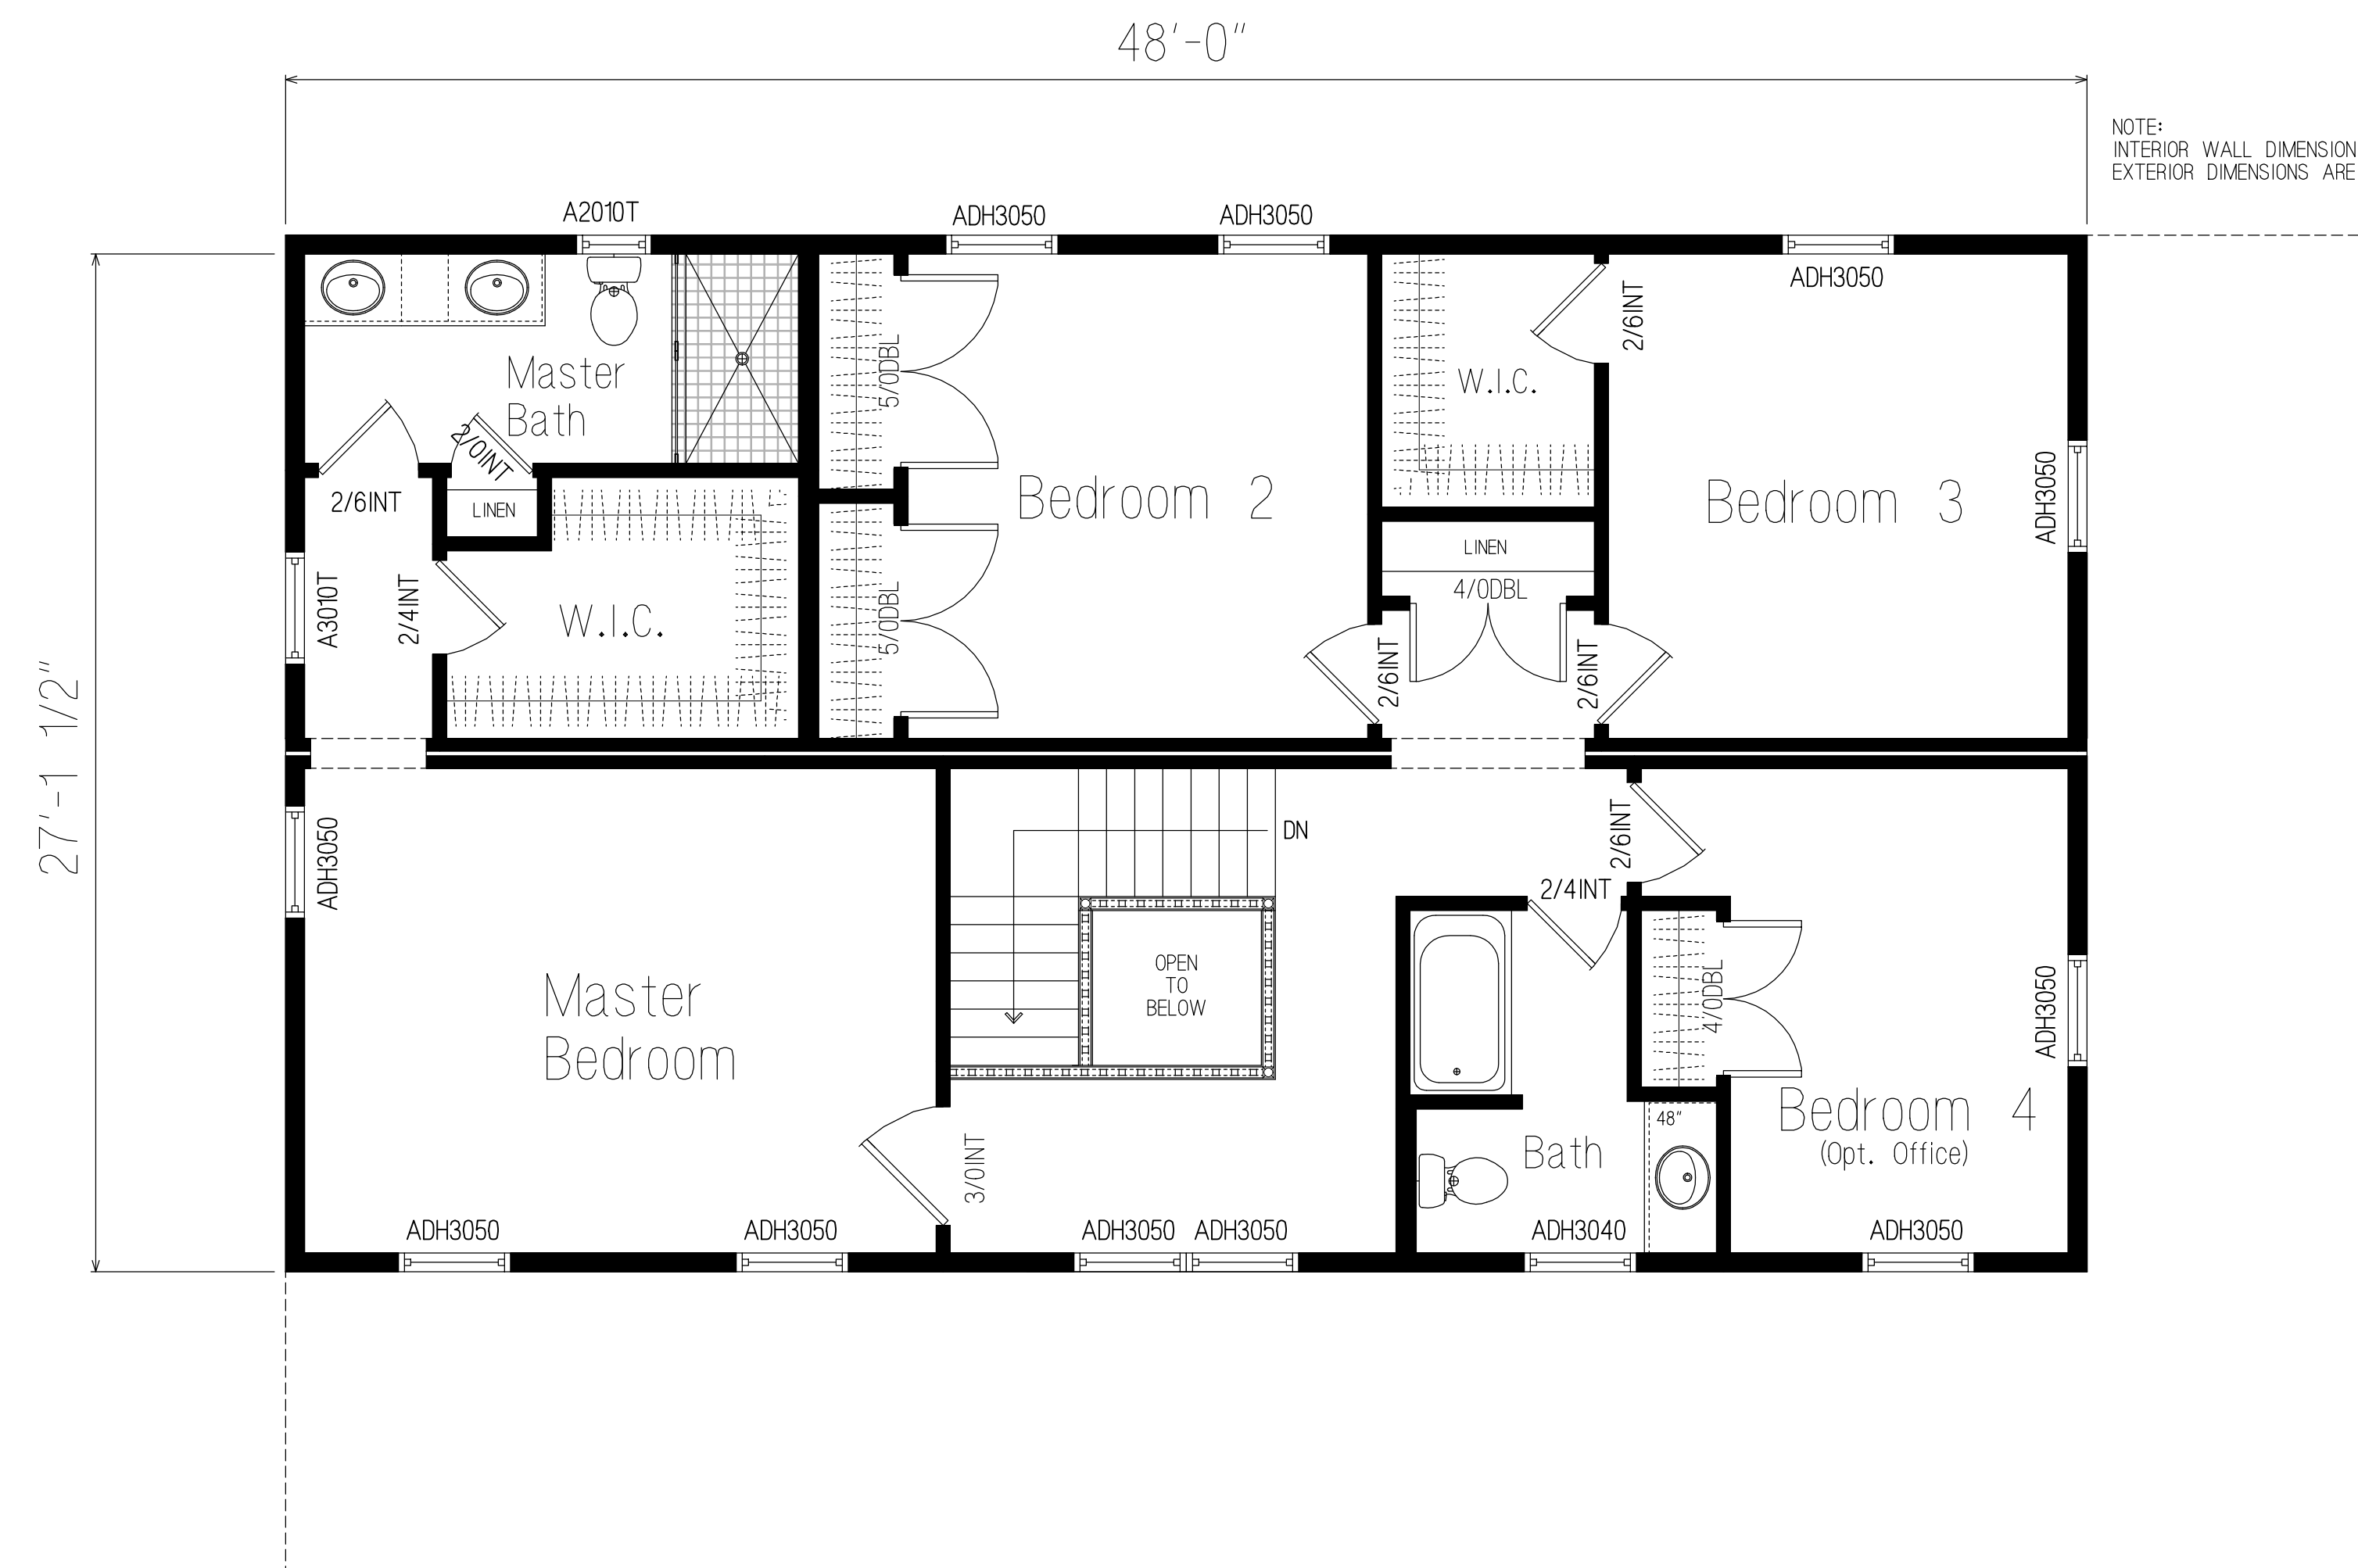 48'-0"
NOTE:
INTERIOR WALL DIMENSION
EXTERIOR DIMENSIONS ARE
A2010T
ADH3050
ADH3050
ADH3050
2/6INT
5/0DBL
Master
Bath
W.I.C.
2/0INT
2/6INT
LINEN
Bedroom 2
Bedroom 3
ADH3050
LINEN
4/0DBL
A3010T
2/4INT
W.I.C.
5/0DBL
2/6INT
2/6INT
27'-1 1/2"
ADH3050
DN
2/6INT
2/4INT
OPEN
TO
BELOW
4/0DBL
ADH3050
Master
Bedroom
Bedroom 4
(Opt. Office)
48"
Bath
3/0INT
ADH3050
ADH3050
ADH3050
ADH3050
ADH3040
ADH3050